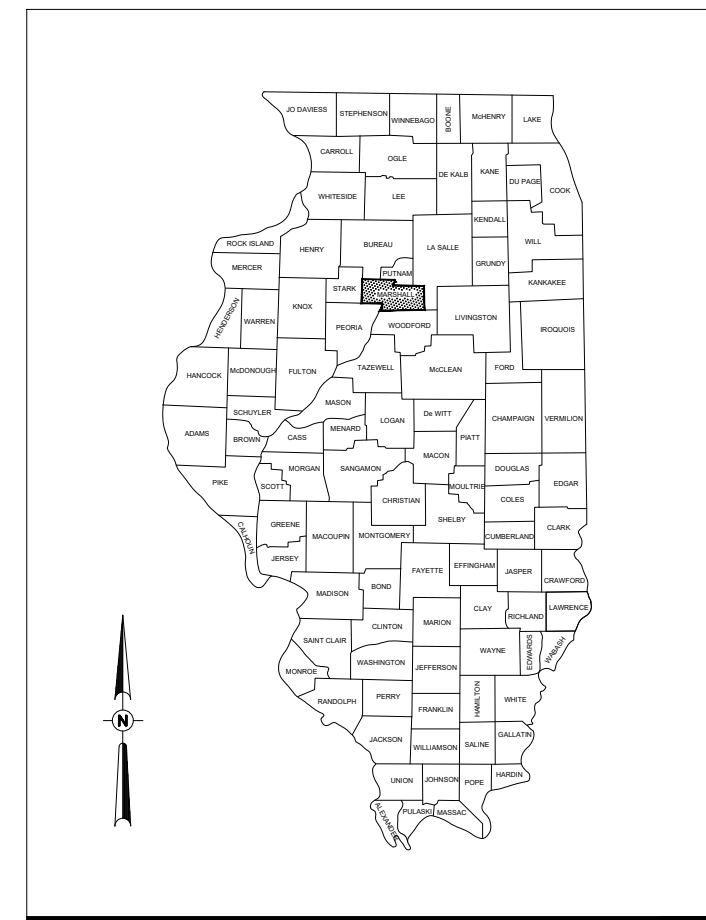 JO DAVIESS
STEPHENSON
WINNEBAGO
BOONE
McHENRY
LAKE
CARROLL
OGLE
DE KALB
KANE
DU PAGE
COOK
WHITESIDE
LEE
KENDALL
ROCK ISLAND
HENRY
BUREAU
LA SALLE
WILL
MERCER
PUTNAM
GRUNDY
STARK
MARSHALL
KANKAKEE
HENDERSON
WARREN
KNOX
PEORIA
WOODFORD
LIVINGSTON
IROQUOIS
HANCOCK
McDONOUGH
FULTON
TAZEWELL
McCLEAN
FORD
MASON
SCHUYLER
LOGAN
De WITT
CHAMPAIGN
VERMILION
ADAMS
BROWN
CASS
MENARD
PIATT
MACON
PIKE
SCOTT
MORGAN
SANGAMON
DOUGLAS
EDGAR
MOULTRIE
CHRISTIAN
COLES
CALHOUN
GREENE
MACOUPIN
MONTGOMERY
SHELBY
CUMBERLAND
CLARK
JERSEY
FAYETTE
EFFINGHAM
JASPER
CRAWFORD
MADISON
BOND
CLAY
RICHLAND
LAWRENCE
CLINTON
MARION
SAINT CLAIR
WAYNE
EDWARDS
WABASH
WASHINGTON
JEFFERSON
MONROE
RANDOLPH
PERRY
HAMILTON
WHITE
FRANKLIN
N
JACKSON
WILLIAMSON
SALINE
GALLATIN
UNION
JOHNSON
POPE
HARDIN
ALEXANDER
PULASKI
MASSAC